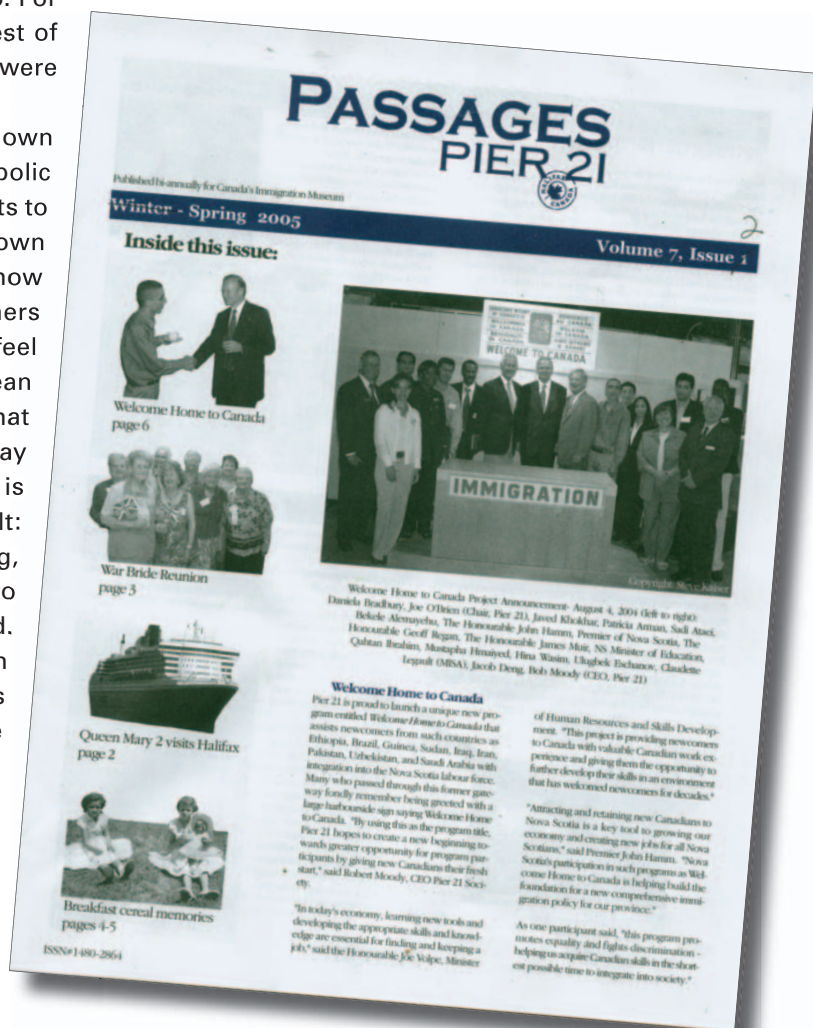 est of
were
own
bolic
ts to
own
now
ners
feel
ean
hat
ay
is
lt:
g,
o
d.
n
s
e
PASSAGES
PIER 21
Published bi-annually for Canada's Immigration Museum
Winter - Spring 2005
Volume 7, Issue 1
2
Inside this issue:
Welcome Home to Canada
page 6
War Bride Reunion
page 3
Queen Mary 2 visits Halifax
page 2
Breakfast cereal memories
pages 4-5
ISSN#1480-2864
WELCOME TO CANADA
IMMIGRATION
Copyright: Steve Kaiser
Welcome Home to Canada Project Announcement- August 4, 2004 (left to right):
Daniela Bradbury, Joe O'Brien (Chair, Pier 21), Javed Khokhar, Patricia Arman, Sadi Ataei,
Bekele Alemayehu, The Honourable John Hamm, Premier of Nova Scotia, The
Honourable Geoff Regan, The Honourable James Muir, NS Minister of Education,
Qahtan Ibrahim, Mustapha Hmaiyed, Hina Wasim, Ulugbek Eschanov, Claudette
Legault (MISA), Jacob Deng, Bob Moody (CEO, Pier 21)
Welcome Home to Canada
Pier 21 is proud to launch a unique new pro-
gram entitled Welcome Home to Canada that
assists newcomers from such countries as
Ethiopia, Brazil, Guinea, Sudan, Iraq, Iran,
Pakistan, Uzbekistan, and Saudi Arabia with
integration into the Nova Scotia labour force.
Many who passed through this former gate-
way fondly remember being greeted with a
large harbourside sign saying Welcome Home
to Canada. "By using this as the program title,
Pier 21 hopes to create a new beginning to-
wards greater opportunity for program par-
ticipants by giving new Canadians their fresh
start," said Robert Moody, CEO Pier 21 Soci-
ety.
"In today's economy, learning new tools and
developing the appropriate skills and knowl-
edge are essential for finding and keeping a
job," said the Honourable Joe Volpe, Minister
of Human Resources and Skills Develop-
ment. "This project is providing newcomers
to Canada with valuable Canadian work ex-
perience and giving them the opportunity to
further develop their skills in an environment
that has welcomed newcomers for decades."
"Attracting and retaining new Canadians to
Nova Scotia is a key tool to growing our
economy and creating new jobs for all Nova
Scotians," said Premier John Hamm. "Nova
Scotia's participation in such programs as Wel-
come Home to Canada is helping build the
foundation for a new comprehensive immi-
gration policy for our province."
As one participant said, "this program pro-
motes equality and fights discrimination –
helping us acquire Canadian skills in the short-
est possible time to integrate into society."